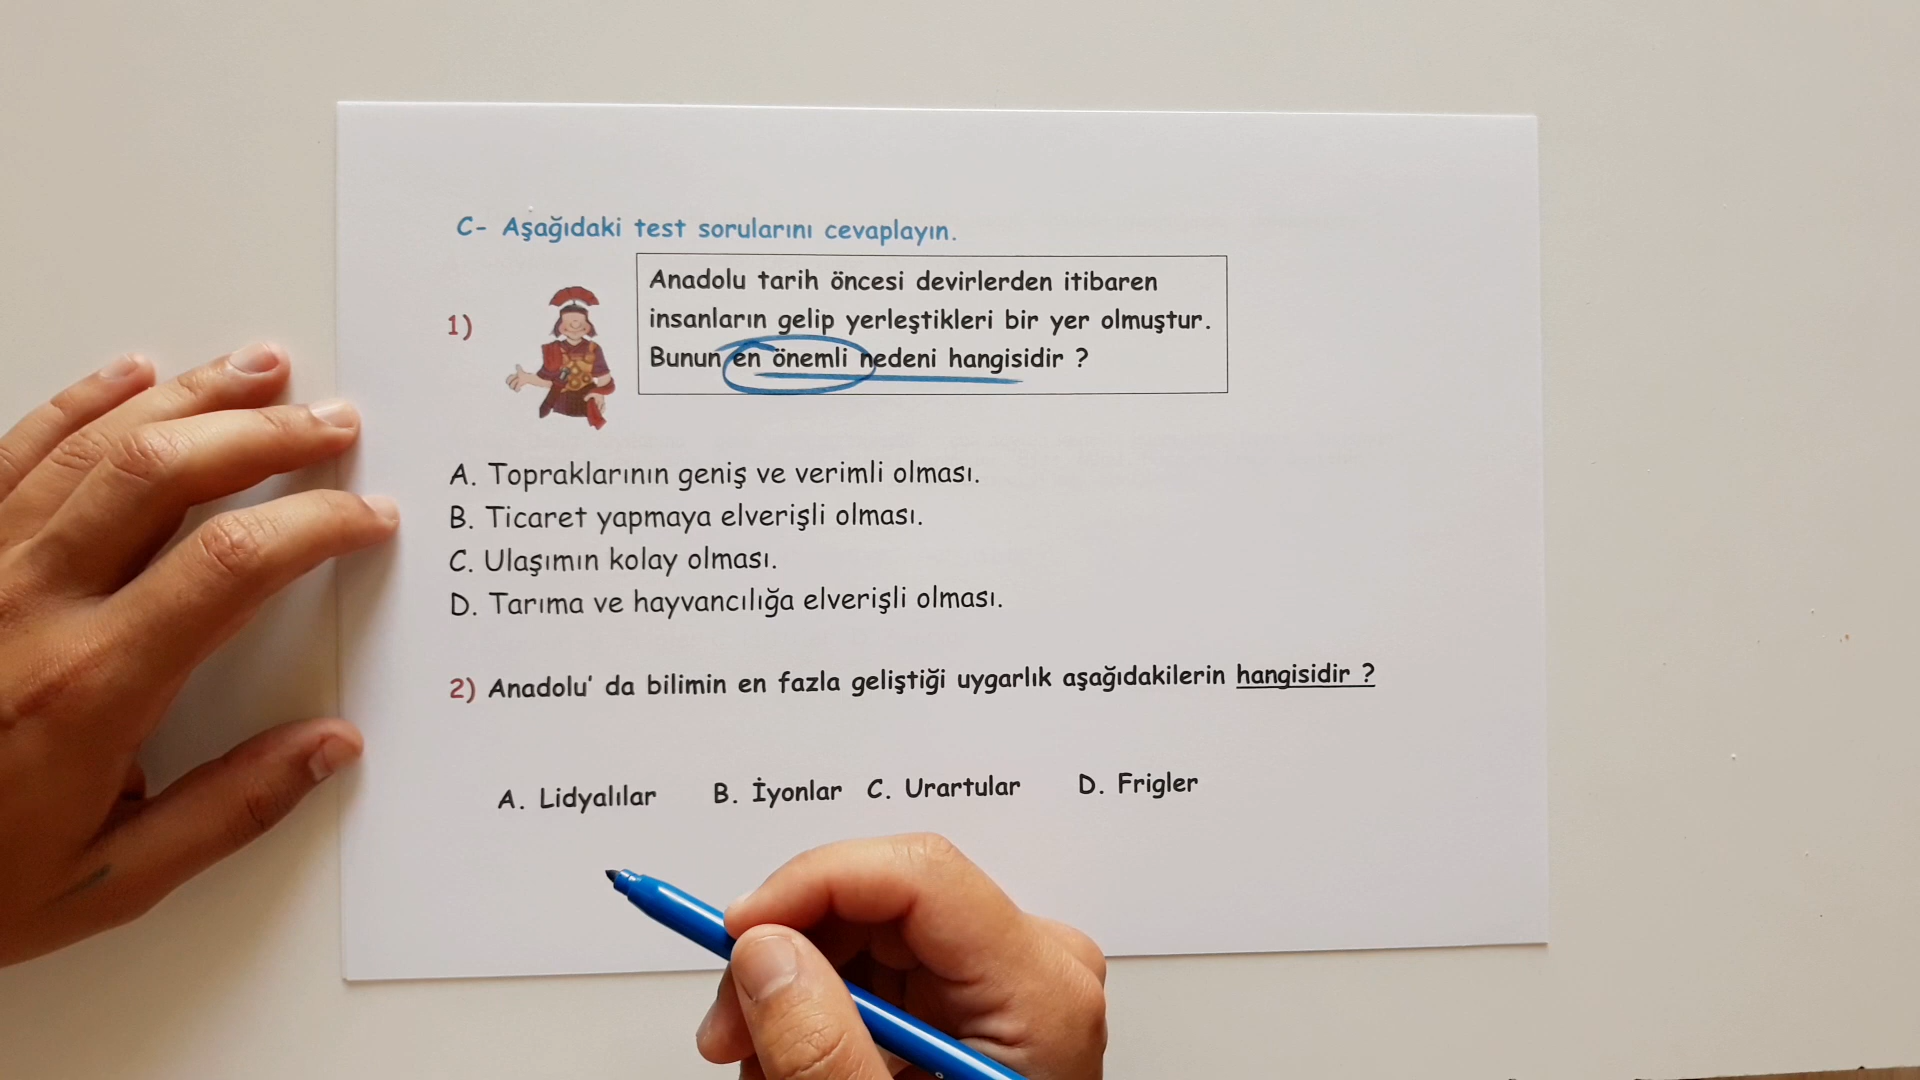 C- Aşağıdaki test sorularını cevaplayın.
1)
Anadolu tarih öncesi devirlerden itibaren
insanların gelip yerleştikleri bir yer olmuştur.
Bunun en önemli nedeni hangisidir ?
A. Topraklarının geniş ve verimli olması.
B. Ticaret yapmaya elverişli olması.
C. Ulaşımın kolay olması.
D. Tarıma ve hayvancılığa elverişli olması.
2) Anadolu' da bilimin en fazla geliştiği uygarlık aşağıdakilerin hangisidir ?
A. Lidyalılar B. İyonlar C. Urartular D. Frigler